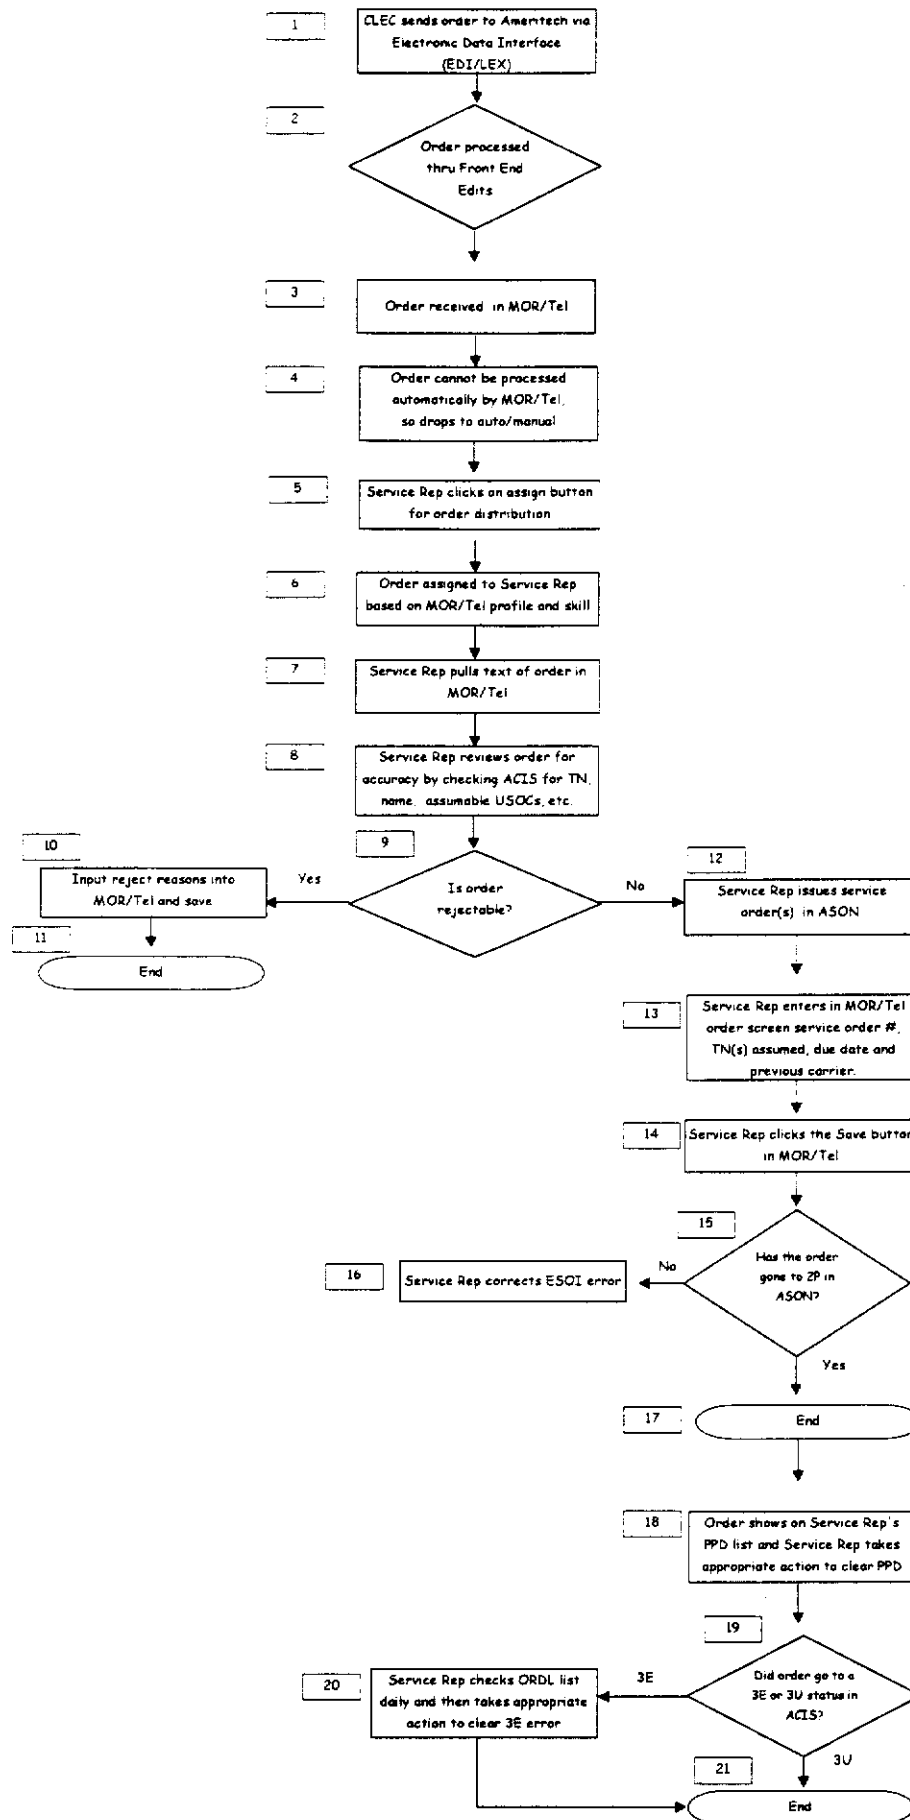 1
CLEC sends order to Ameritech via
Electronic Data Interface
(EDI/LEX)
2
Order processed
thru Front End
Edits
3
Order received in MOR/Tel
4
Order cannot be processed
automatically by MOR/Tel,
so drops to auto/manual
5
Service Rep clicks on assign button
for order distribution
6
Order assigned to Service Rep
based on MOR/Tel profile and skill
7
Service Rep pulls text of order in
MOR/Tel
8
Service Rep reviews order for
accuracy by checking ACIS for TN,
name, assumable USOCs, etc.
9
Is order
rejectable?
Yes
No
10
Input reject reasons into
MOR/Tel and save
11
End
12
Service Rep issues service
order(s) in ASON
13
Service Rep enters in MOR/Tel
order screen service order #,
TN(s) assumed, due date and
previous carrier.
14
Service Rep clicks the Save button
in MOR/Tel
15
Has the order
gone to 2P in
ASON?
No
Yes
16
Service Rep corrects ESOI error
17
End
18
Order shows on Service Rep's
PPD list and Service Rep takes
appropriate action to clear PPD
19
Did order go to a
3E or 3U status in
ACIS?
3E
3U
20
Service Rep checks ORDL list
daily and then takes appropriate
action to clear 3E error
21
End